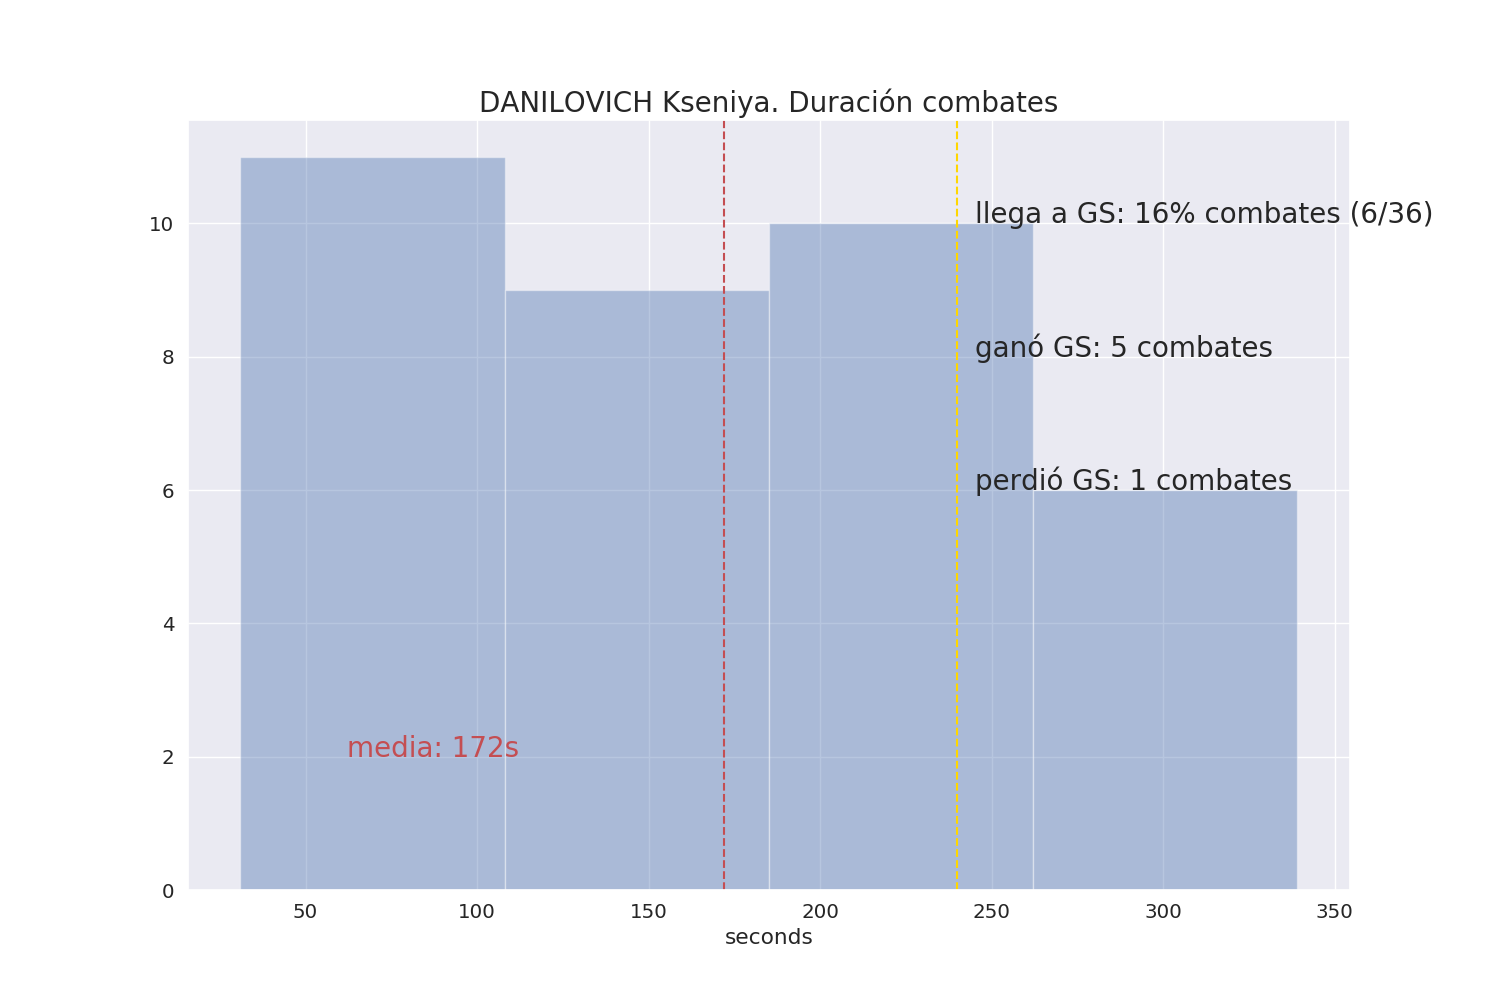 DANILOVICH Kseniya. Duración combates
10
8
6
4
2
0
llega a GS: 16% combates (6/36)
ganó GS: 5 combates
perdió GS: 1 combates
media: 172s
50 100 150 200 250 300 350
seconds